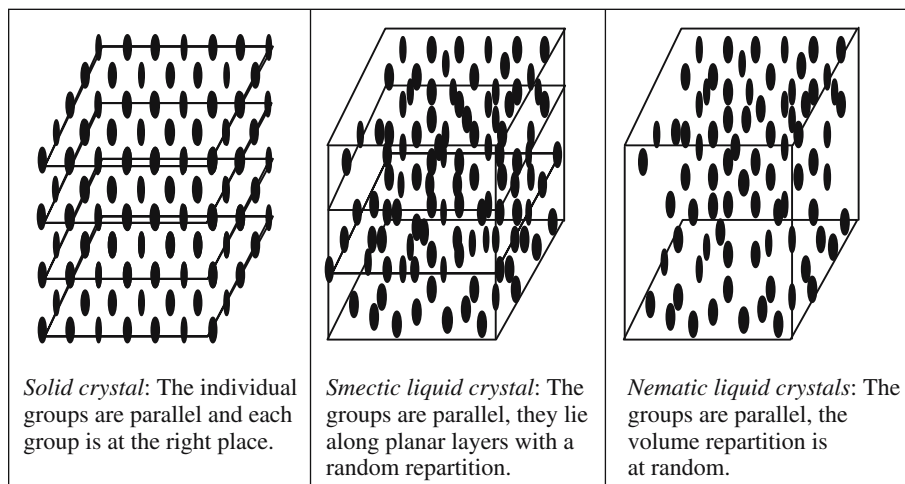 Solid crystal: The individual
groups are parallel and each
group is at the right place.
Smectic liquid crystal: The
groups are parallel, they lie
along planar layers with a
random repartition.
Nematic liquid crystals: The
groups are parallel, the
volume repartition is
at random.